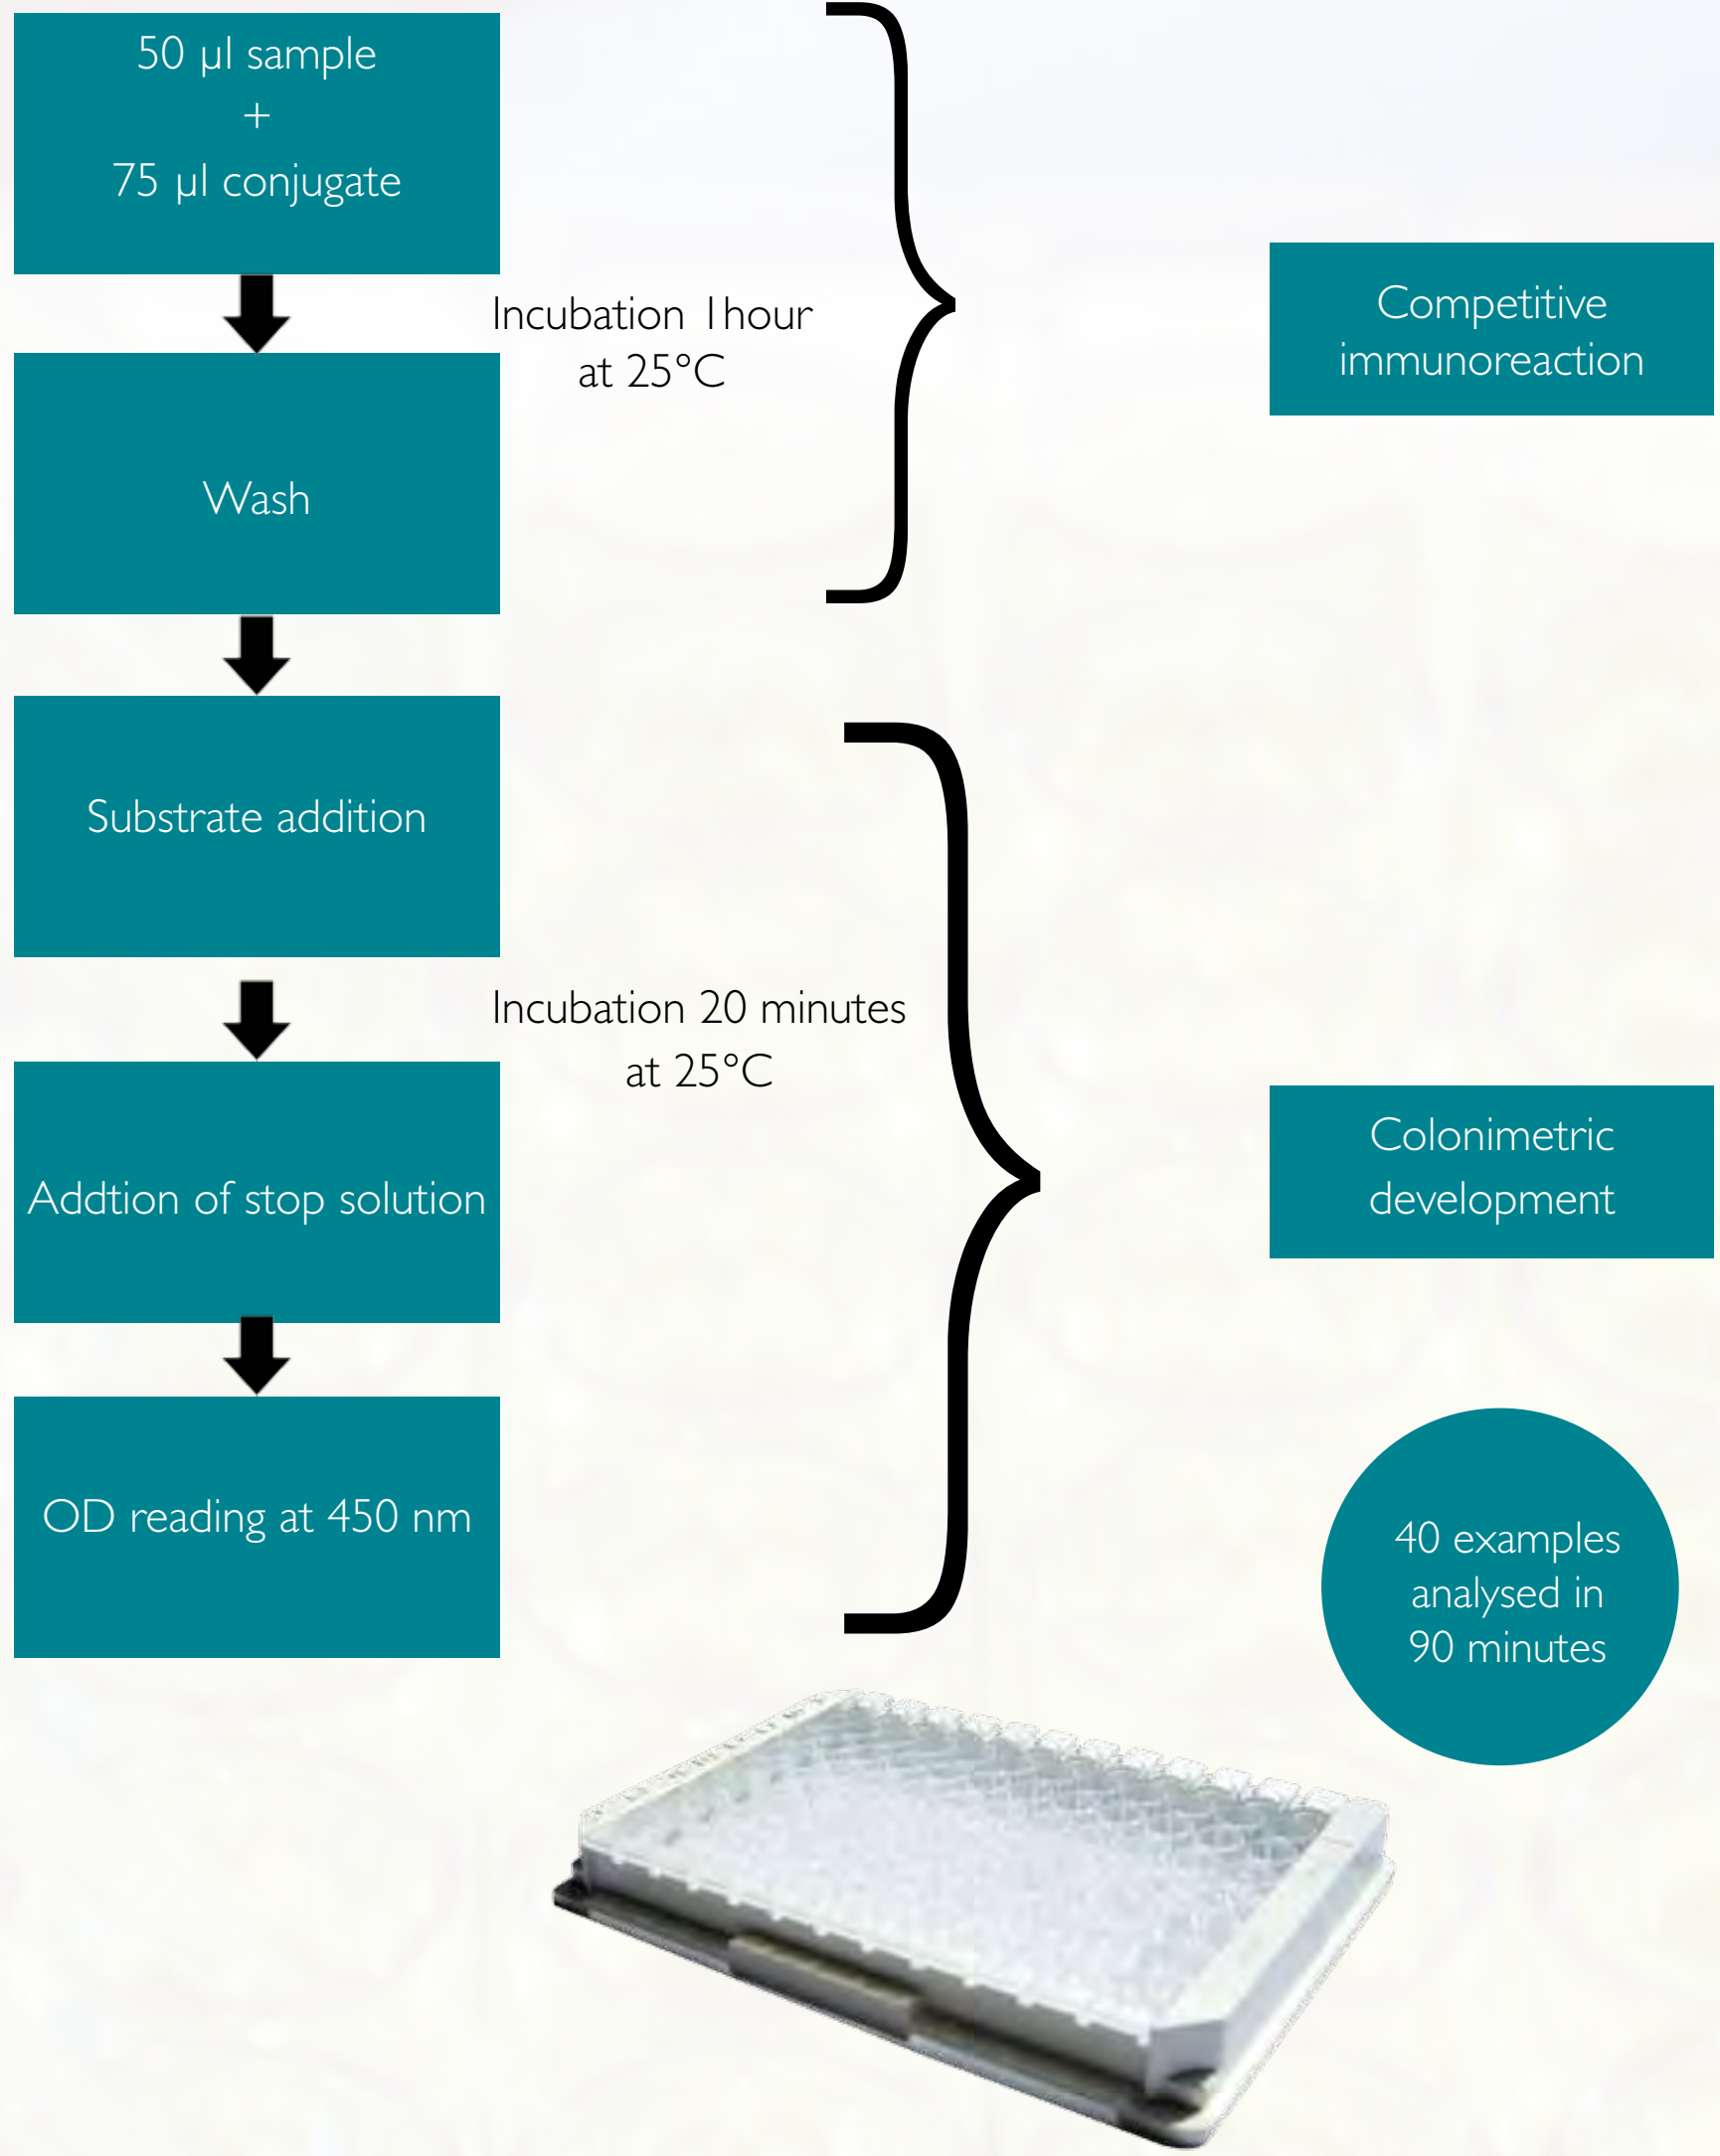 50 µl sample
+
75 µl conjugate
Incubation 1hour
at 25°C
Wash
Competitive
immunoreaction
Substrate addition
Incubation 20 minutes
at 25°C
Addtion of stop solution
OD reading at 450 nm
Colonimetric
development
40 examples
analysed in
90 minutes